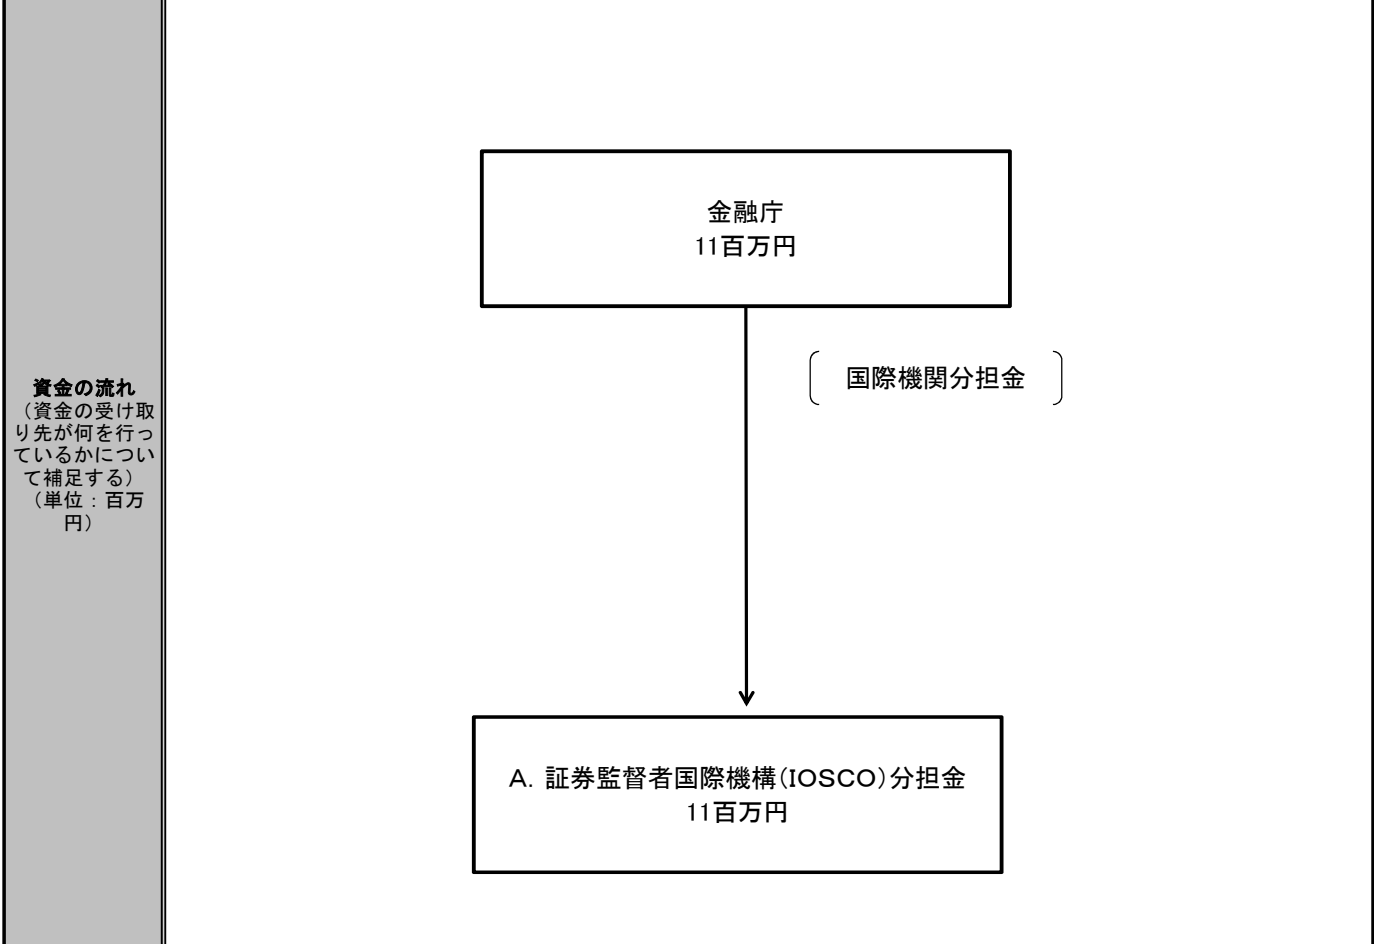 資金の流れ
（資金の受け取
り先が何を行っ
ているかについ
て補足する）
（単位：百万
円）
金融庁
11百万円
国際機関分担金
A．証券監督者国際機構（IOSCO）分担金
11百万円